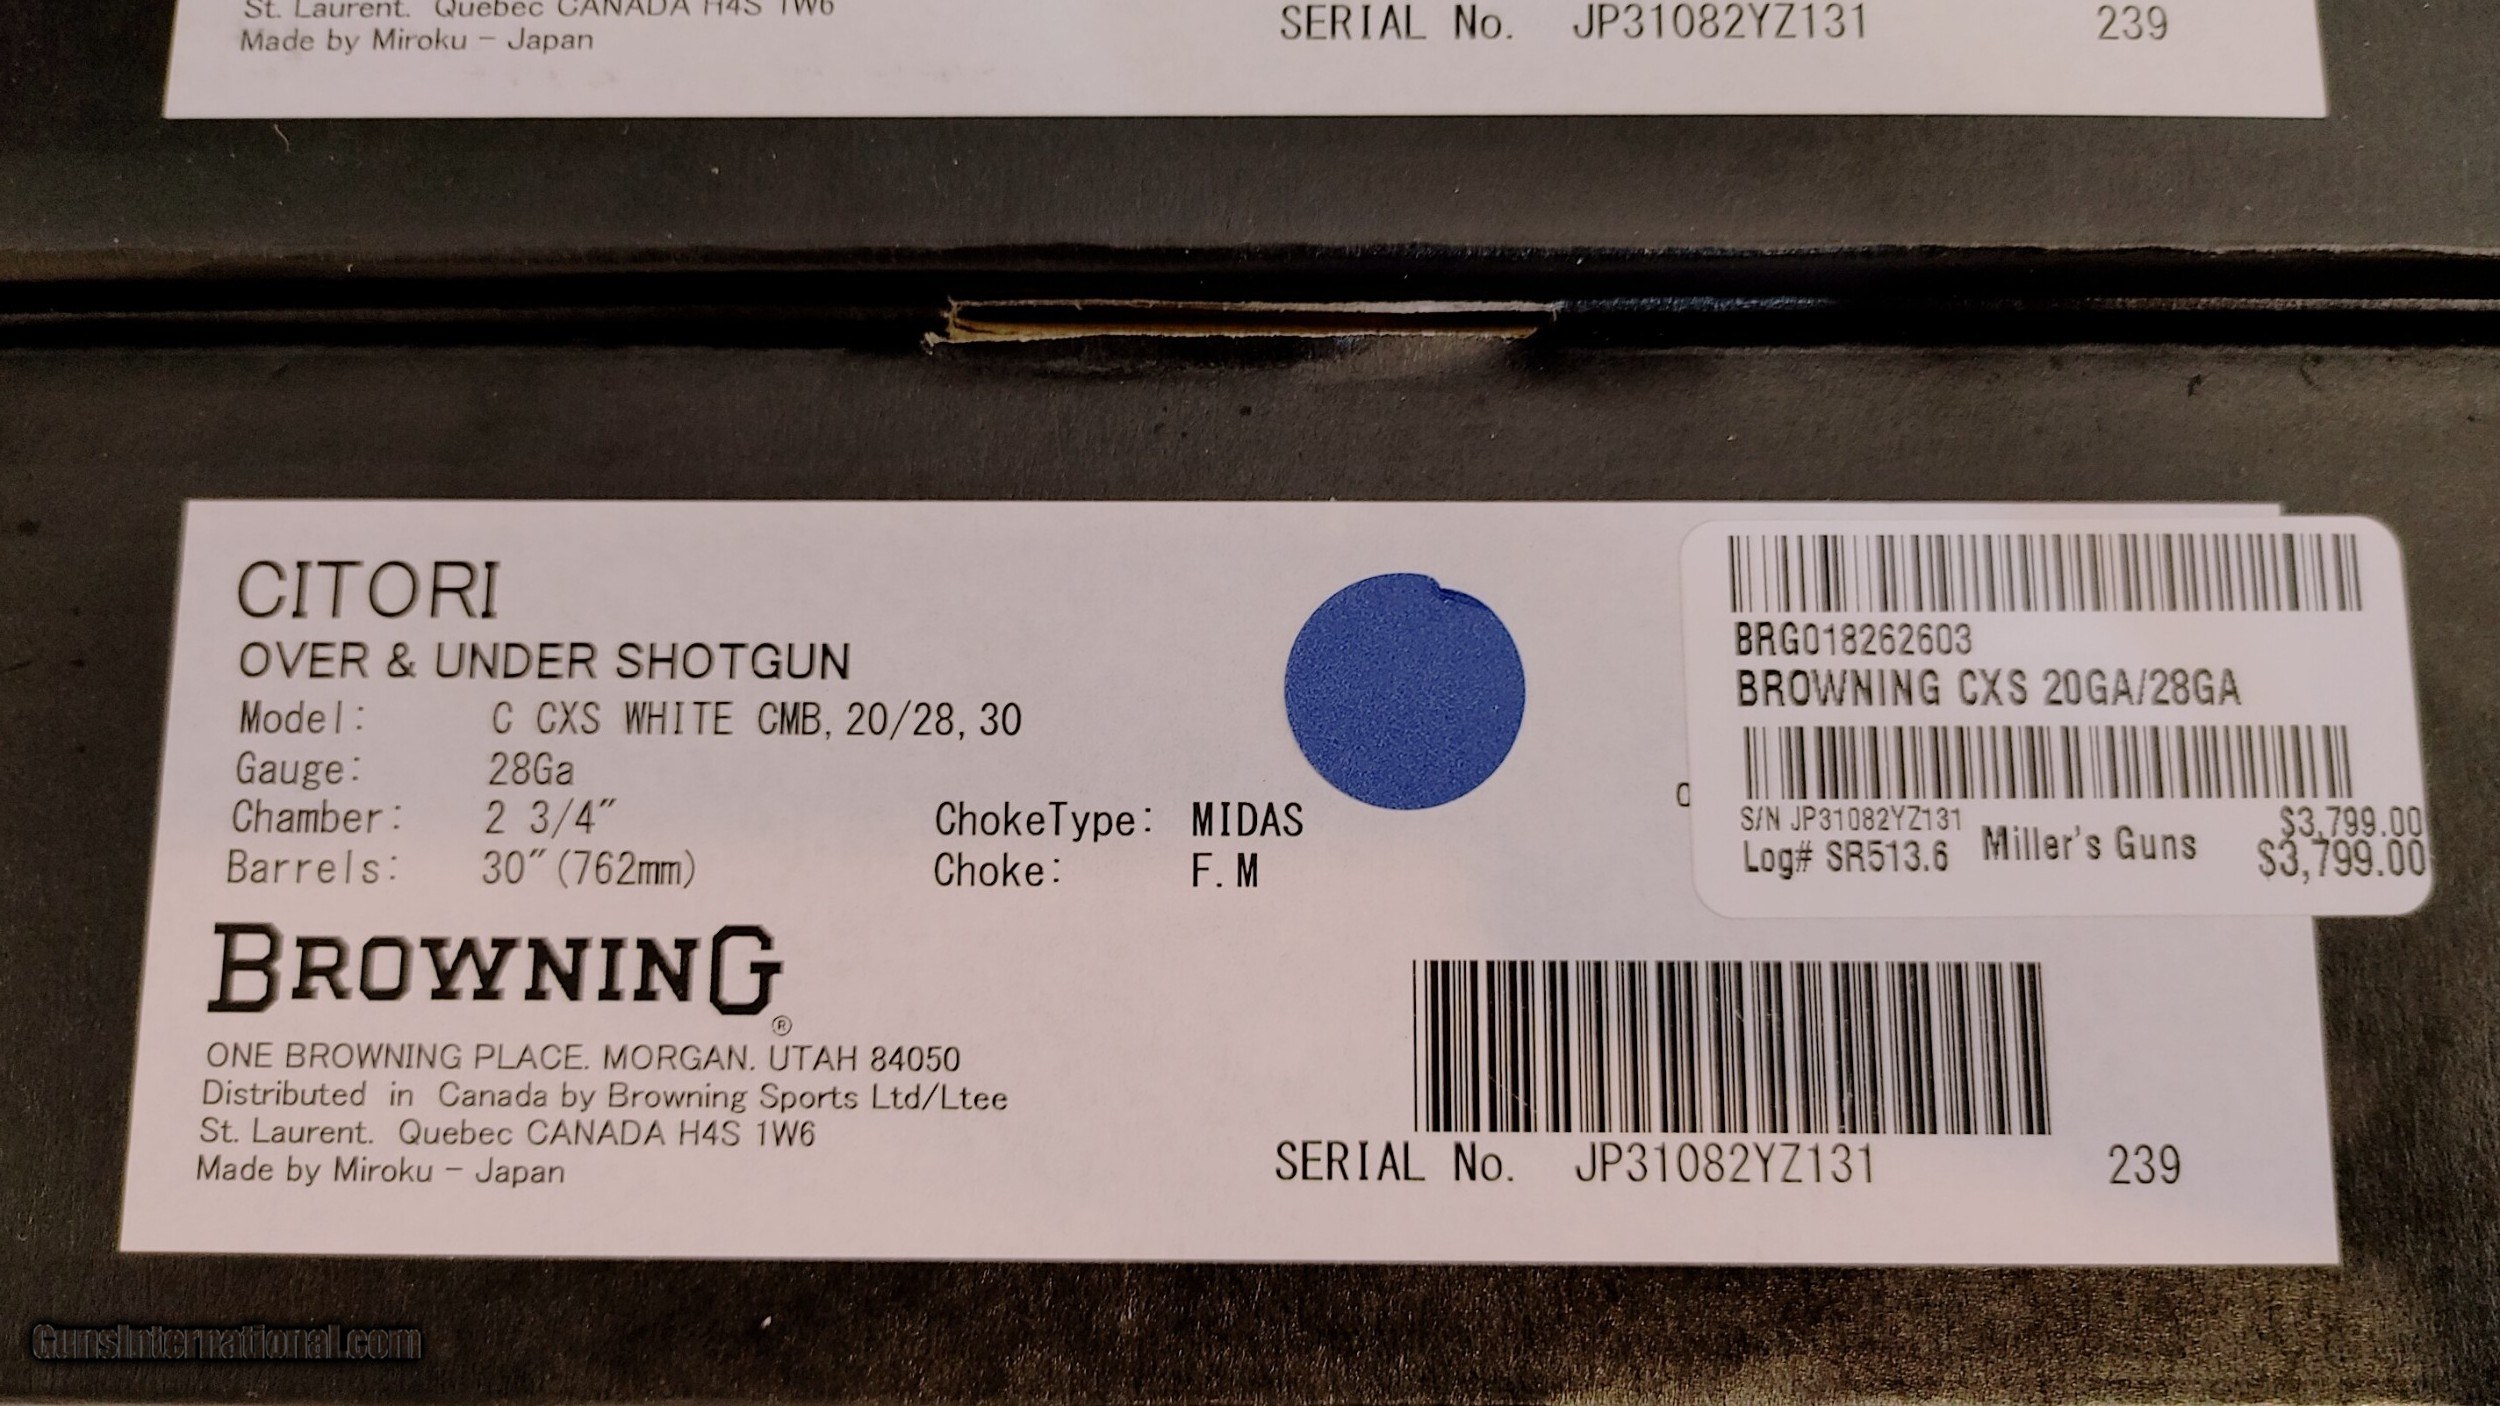 St. Laurent. Quebec CANADA H4S 1W6
Made by Miroku - Japan
SERIAL No. JP31082YZ131 239
CITORI
OVER & UNDER SHOTGUN
Model: C CXS WHITE CMB, 20/28, 30
Gauge: 28Ga
Chamber: 2 3/4"
Barrels: 30"(762mm)
ChokeType: MIDAS
Choke: F.M
BRG018262603
BROWNING CXS 20GA/28GA
S/N JP31082YZ131
$3,799.00
Log# SR513.6 Miller's Guns $3,799.00
BROWNING®
ONE BROWNING PLACE. MORGAN. UTAH 84050
Distributed in Canada by Browning Sports Ltd/Ltee
St. Laurent. Quebec CANADA H4S 1W6
Made by Miroku - Japan
SERIAL No. JP31082YZ131 239
GunsInternational.com